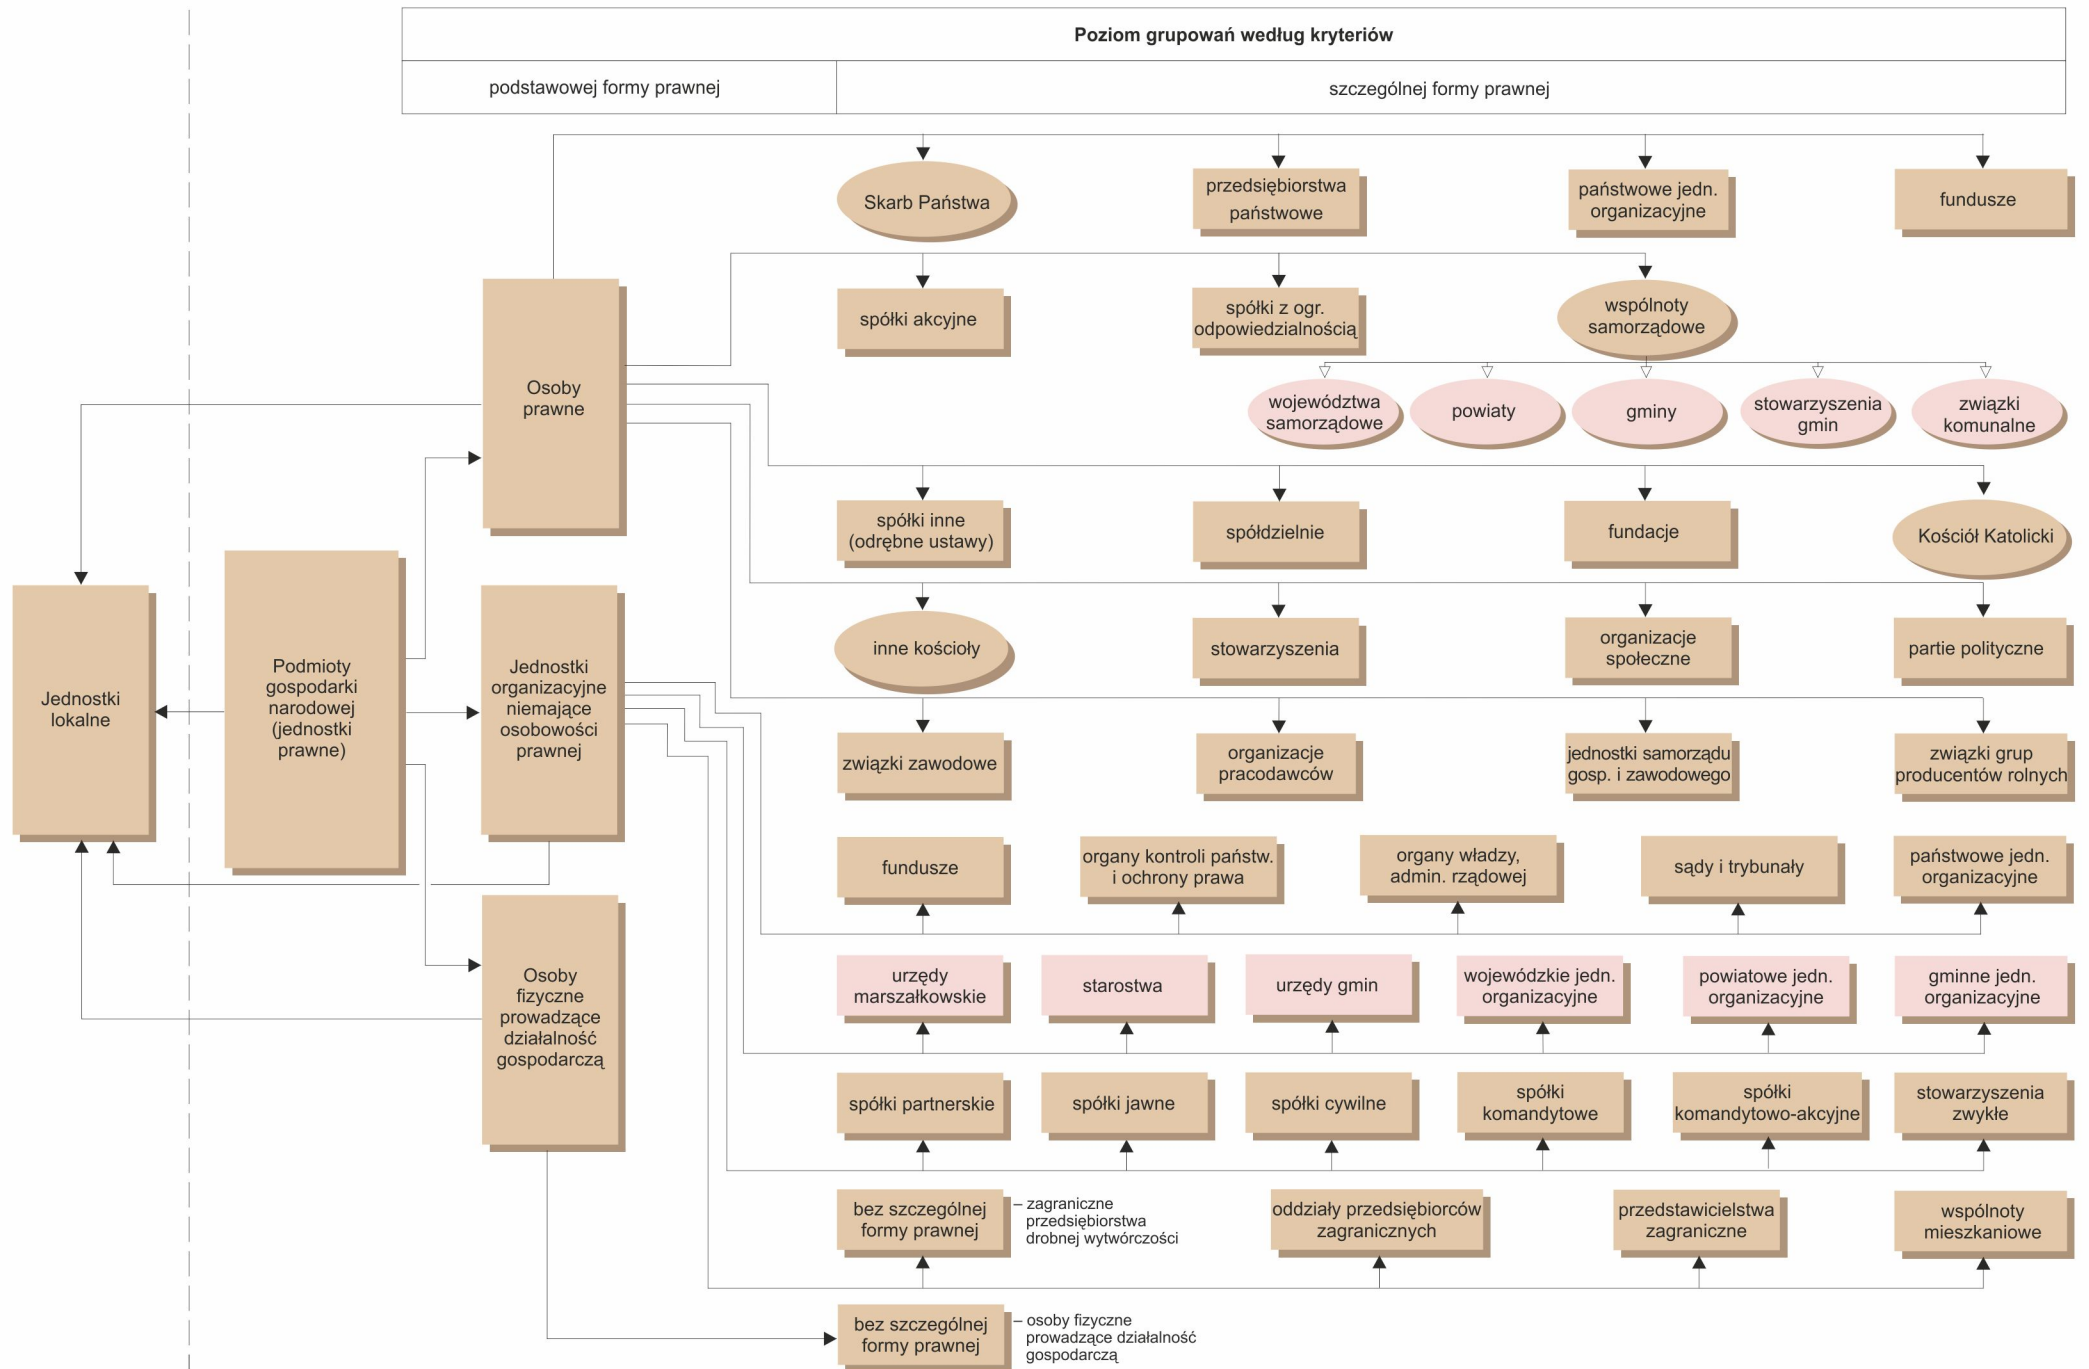 Poziom grupowań według kryteriów
podstawowej formy prawnej
szczególnej formy prawnej
Skarb Państwa
przedsiębiorstwa
państwowe
państwowe jedn.
organizacyjne
fundusze
spółki akcyjne
spółki z ogr.
odpowiedzialnością
wspólnoty
samorządowe
Osoby
prawne
województwa
samorządowe
powiaty
gminy
stowarzyszenia
gmin
związki
komunalne
spółki inne
(odrębne ustawy)
spółdzielnie
fundacje
Kościół Katolicki
inne kościoły
stowarzyszenia
organizacje
społeczne
partie polityczne
Jednostki
lokalne
Podmioty
gospodarki
narodowej
(jednostki
prawne)
Jednostki
organizacyjne
niemające
osobowości
prawnej
związki zawodowe
organizacje
pracodawców
jednostki samorządu
gosp. i zawodowego
związki grup
producentów rolnych
fundusze
organy kontroli państw.
i ochrony prawa
organy władzy,
admin. rządowej
sądy i trybunały
państwowe jedn.
organizacyjne
Osoby
fizyczne
prowadzące
działalność
gospodarczą
urzędy
marszałkowskie
starostwa
urzędy gmin
wojewódzkie jedn.
organizacyjne
powiatowe jedn.
organizacyjne
gminne jedn.
organizacyjne
spółki partnerskie
spółki jawne
spółki cywilne
spółki
komandytowe
spółki
komandytowo-akcyjne
stowarzyszenia
zwykłe
bez szczególnej
formy prawnej
– zagraniczne
przedsiębiorstwa
drobnej wytwórczości
oddziały przedsiębiorców
zagranicznych
przedstawicielstwa
zagraniczne
wspólnoty
mieszkaniowe
bez szczególnej
formy prawnej
– osoby fizyczne
prowadzące działalność
gospodarczą